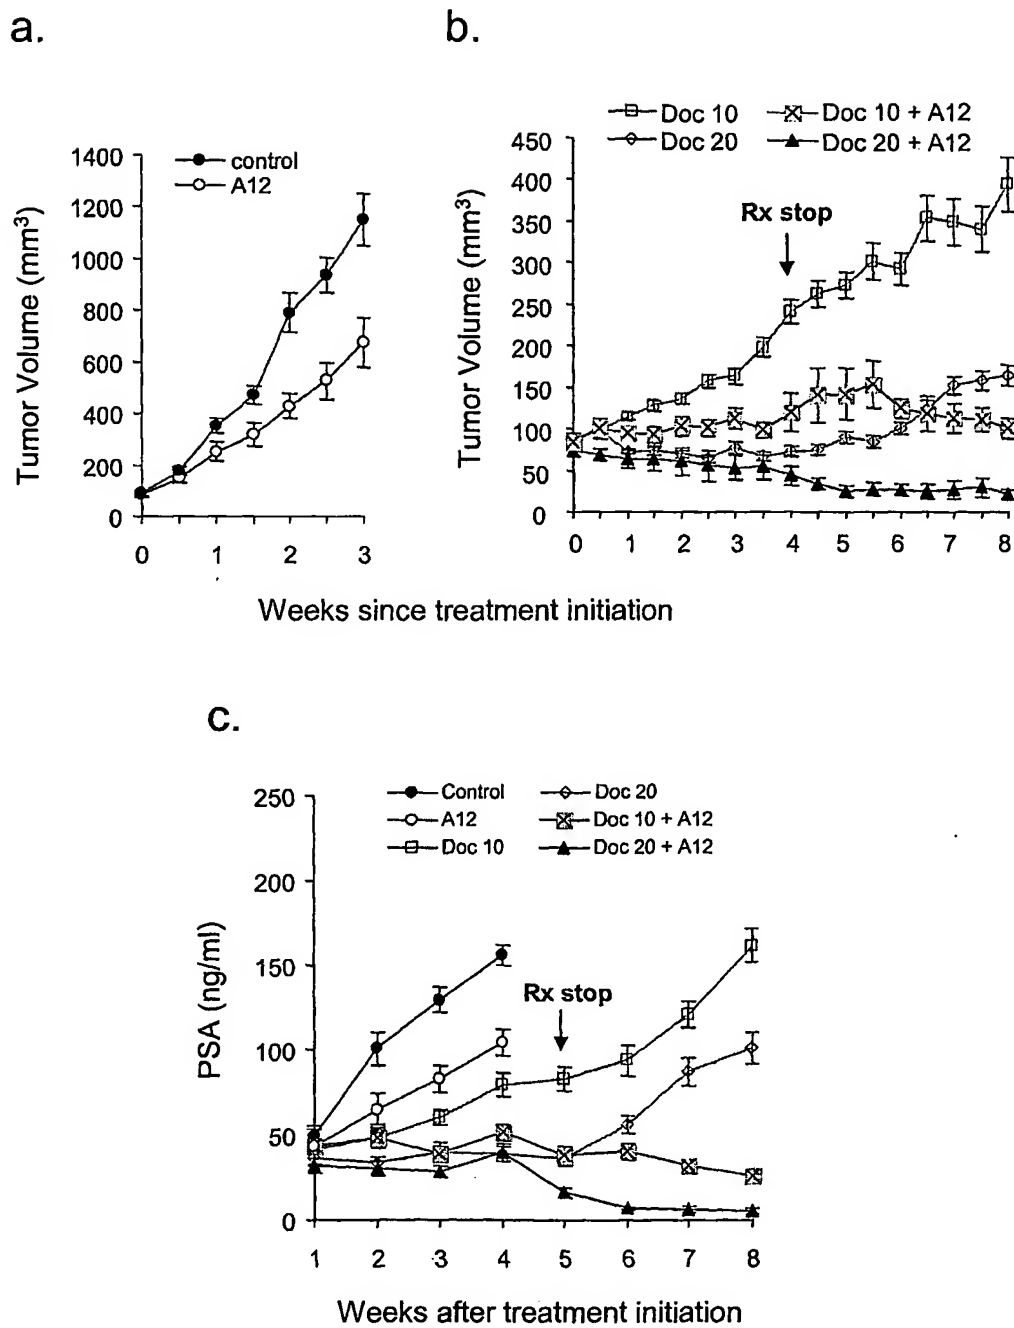 a.
b.
control
A12
Tumor Volume (mm³)
1400
1200
1000
800
600
400
200
0
0 1 2 3
Doc 10
Doc 10 + A12
Doc 20
Doc 20 + A12
Rx stop
Tumor Volume (mm³)
450
400
350
300
250
200
150
100
50
0
0 1 2 3 4 5 6 7 8
Weeks since treatment initiation
c.
Control
Doc 20
A12
Doc 10 + A12
Doc 10
Doc 20 + A12
Rx stop
PSA (ng/ml)
250
200
150
100
50
0
1 2 3 4 5 6 7 8
Weeks after treatment initiation